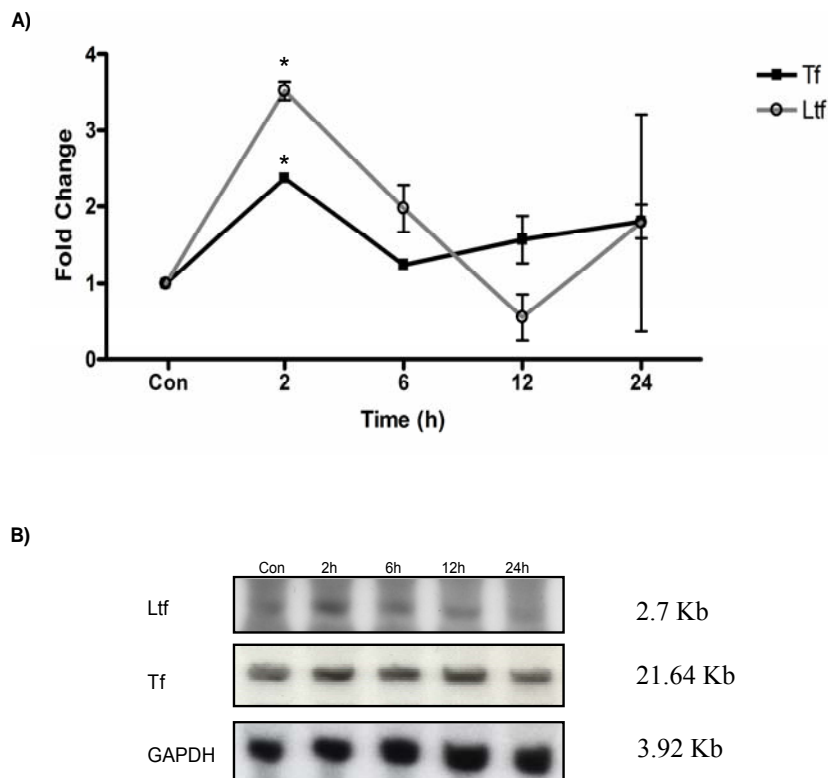 A)
4
3
2
1
0
Fold Change
*
*
Tf
Ltf
Con 2 6 12 24
Time (h)
B)
Con 2h 6h 12h 24h
Ltf 2.7 Kb
Tf 21.64 Kb
GAPDH 3.92 Kb